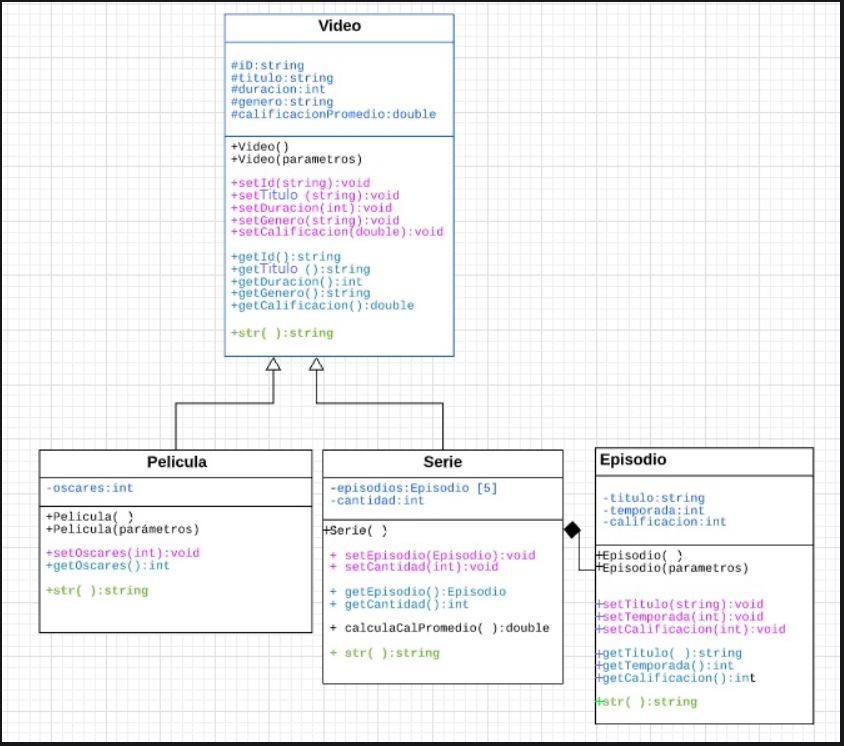 Video
#iD:string
#titulo:string
#duracion:int
#genero:string
#calificacionPromedio:double
+Video()
+Video(parametros)
+setId(string):void
+setTitulo (string):void
+setDuracion(int):void
+setGenero(string):void
+setCalificacion(double):void
+getId():string
+getTitulo ():string
+getDuracion():int
+getGenero():string
+getCalificacion():double
+str( ):string
Pelicula
-oscares:int
+Pelicula( )
+Pelicula(parámetros)
+setOscares(int):void
+getOscares():int
+str( ):string
Serie
-episodios:Episodio [5]
-cantidad:int
+Serie( )
+ setEpisodio(Episodio):void
+ setCantidad(int):void
+ getEpisodio():Episodio
+ getCantidad():int
+ calculaCalPromedio( ):double
+ str( ):string
Episodio
-titulo:string
-temporada:int
-calificacion:int
+Episodio( )
+Episodio(parametros)
+setTitulo(string):void
+setTemporada(int):void
+setCalificacion(int):void
+getTitulo( ):string
+getTemporada():int
+getCalificacion():int
+str( ):string